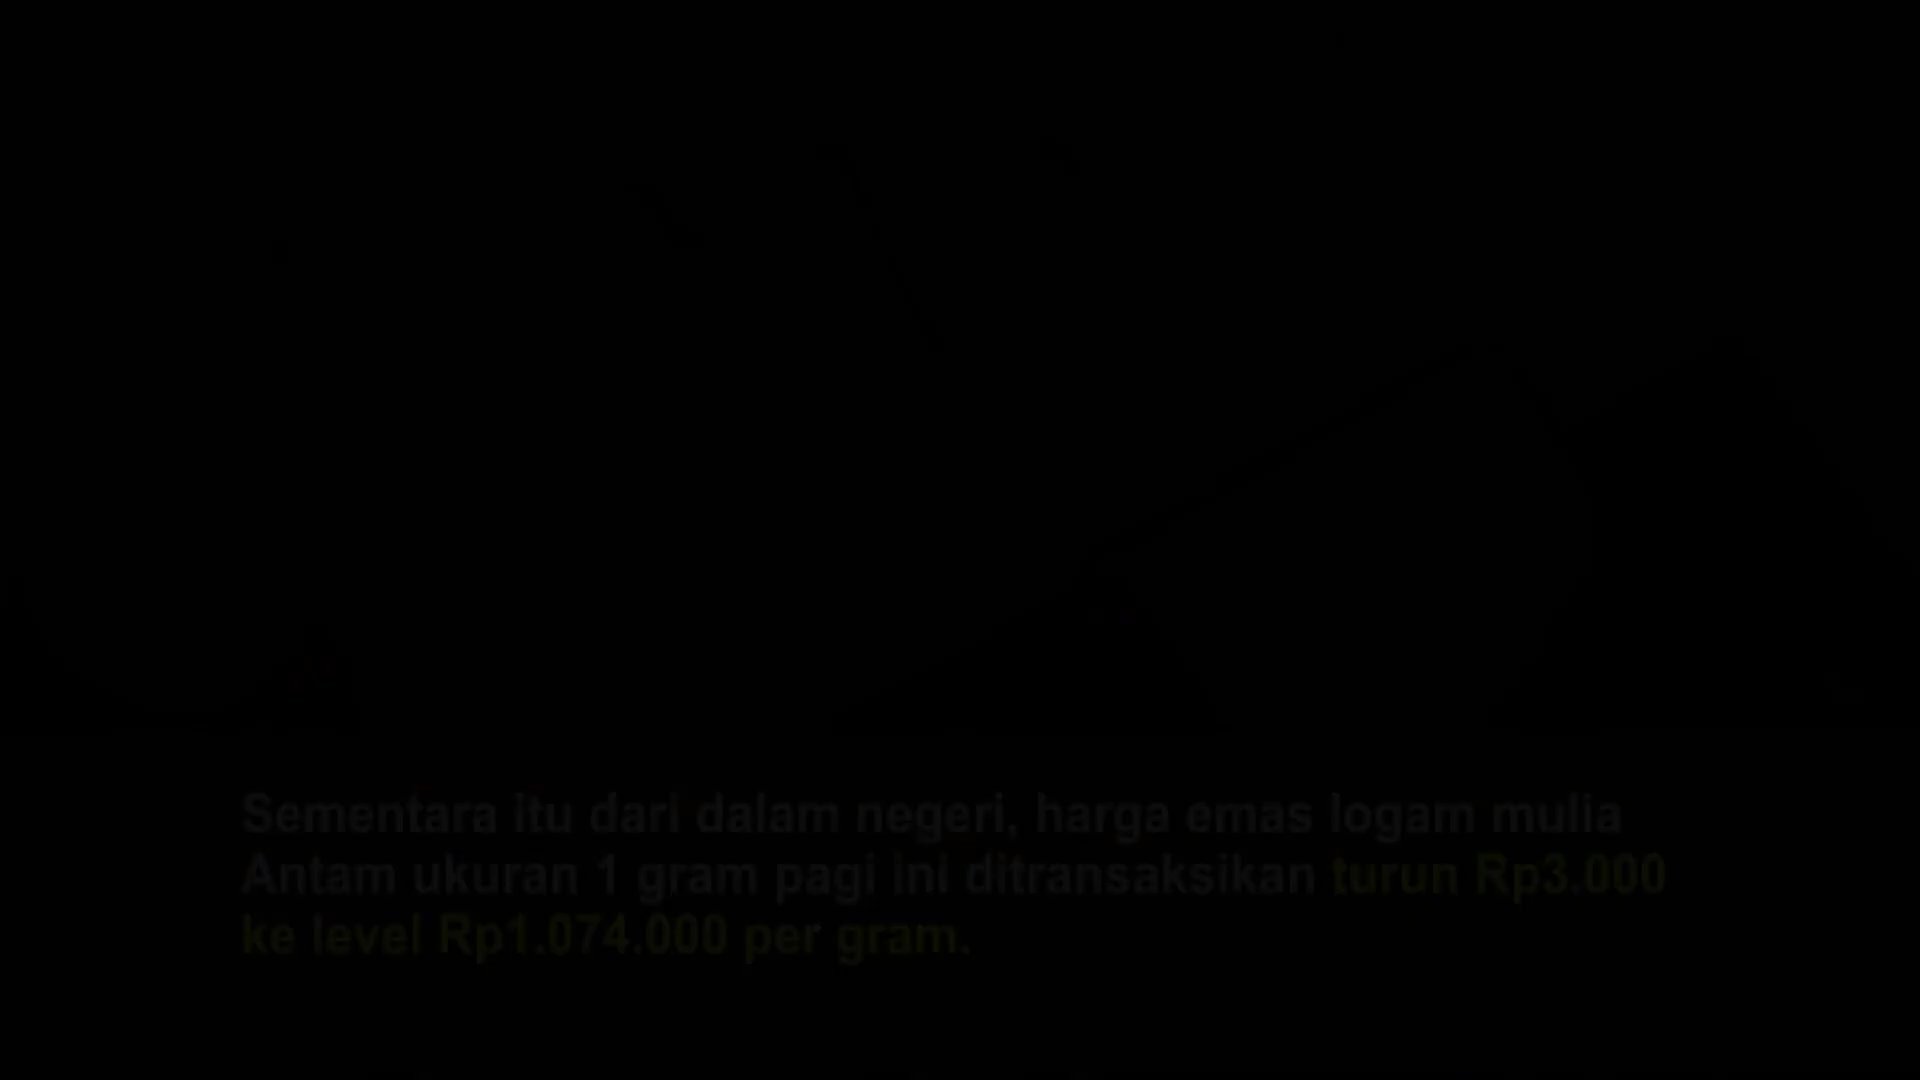 Sementara itu dari dalam negeri, harga emas logam mulia
Antam ukuran 1 gram pagi ini ditransaksikan turun Rp3.000
ke level Rp1.074.000 per gram.